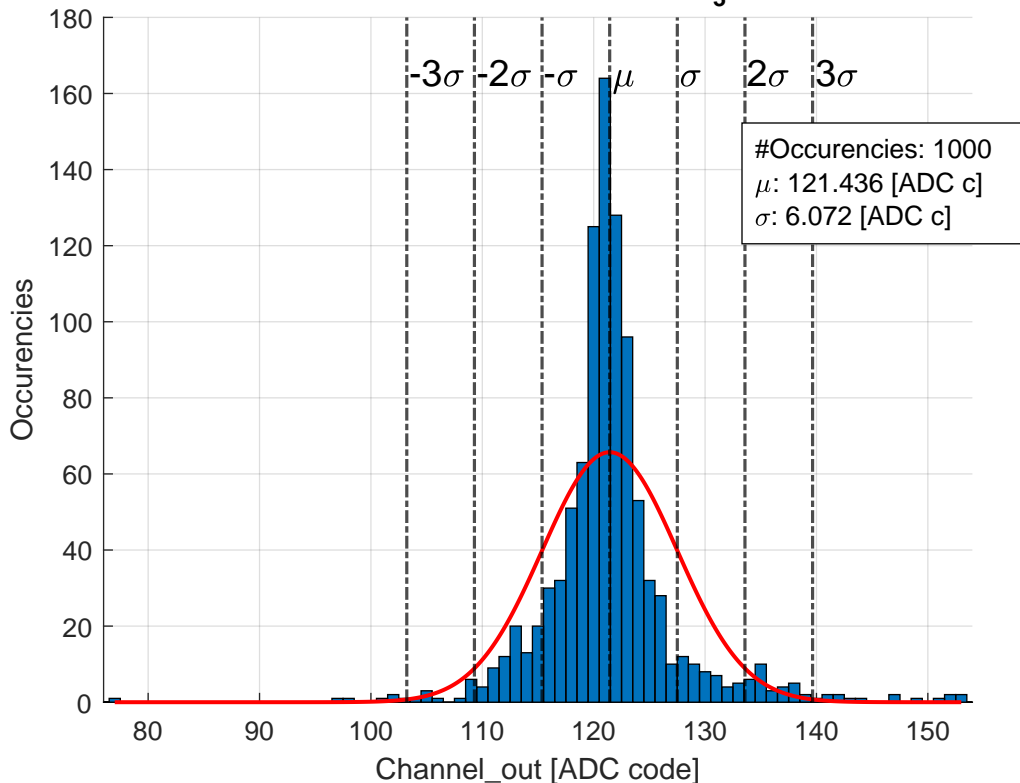 180
160
140
120
100
80
60
40
20
0
Occurencies
-3σ -2σ -σ μ σ 2σ 3σ
#Occurencies: 1000
μ: 121.436 [ADC c]
σ: 6.072 [ADC c]
80 90 100 110 120 130 140 150
Channel_out [ADC code]